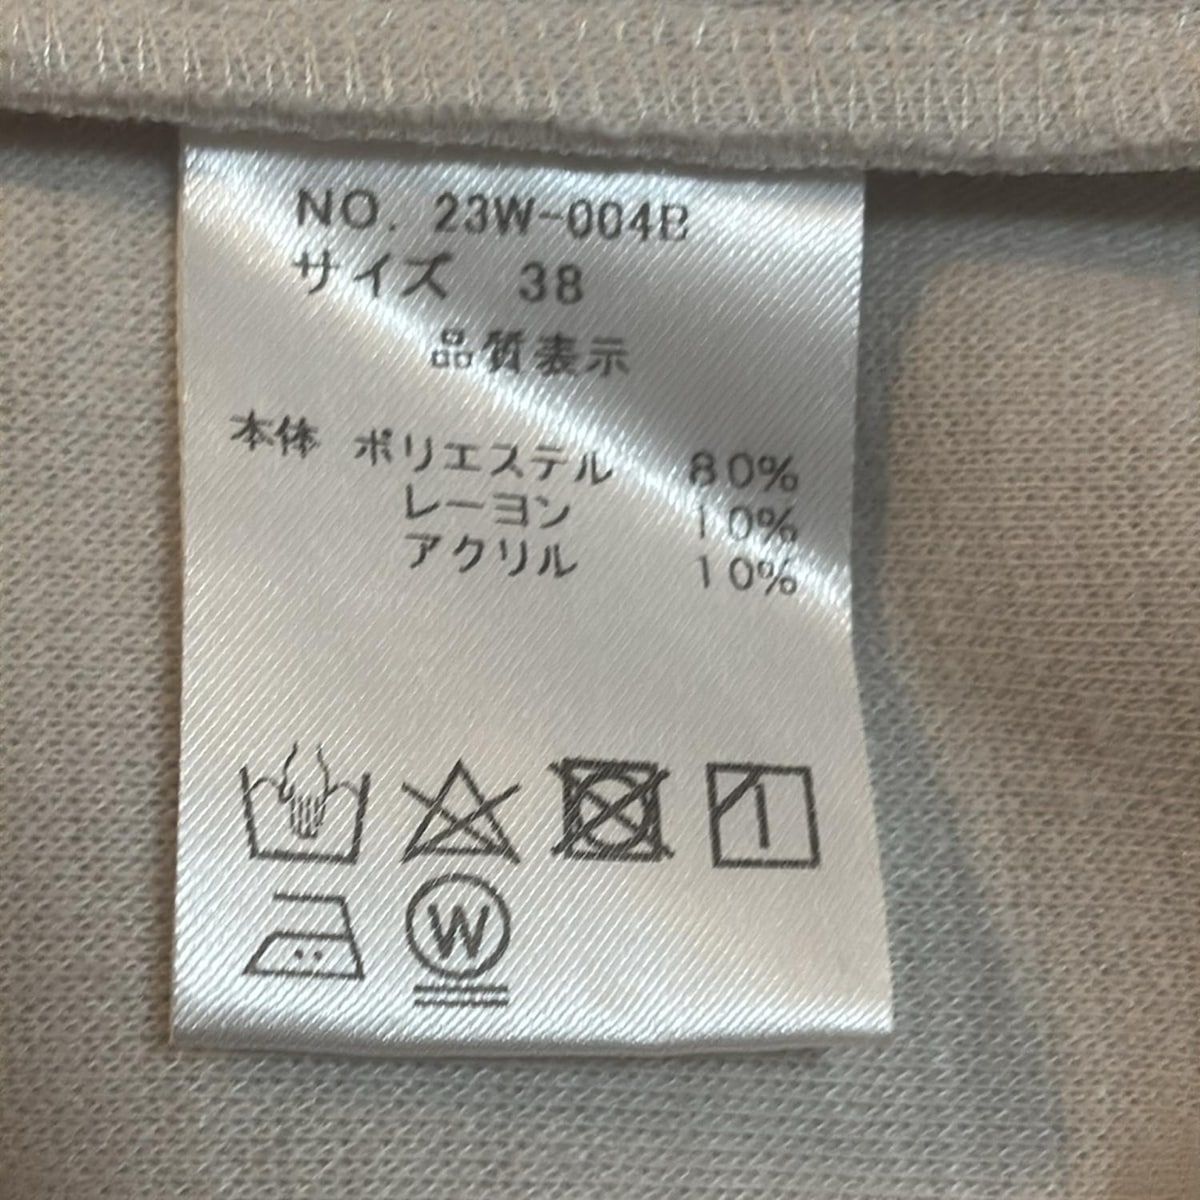 NO. 23W-004B
サイズ 38
品質表示
本体 ポリエステル 80%
レーヨン 10%
アクリル 10%
W